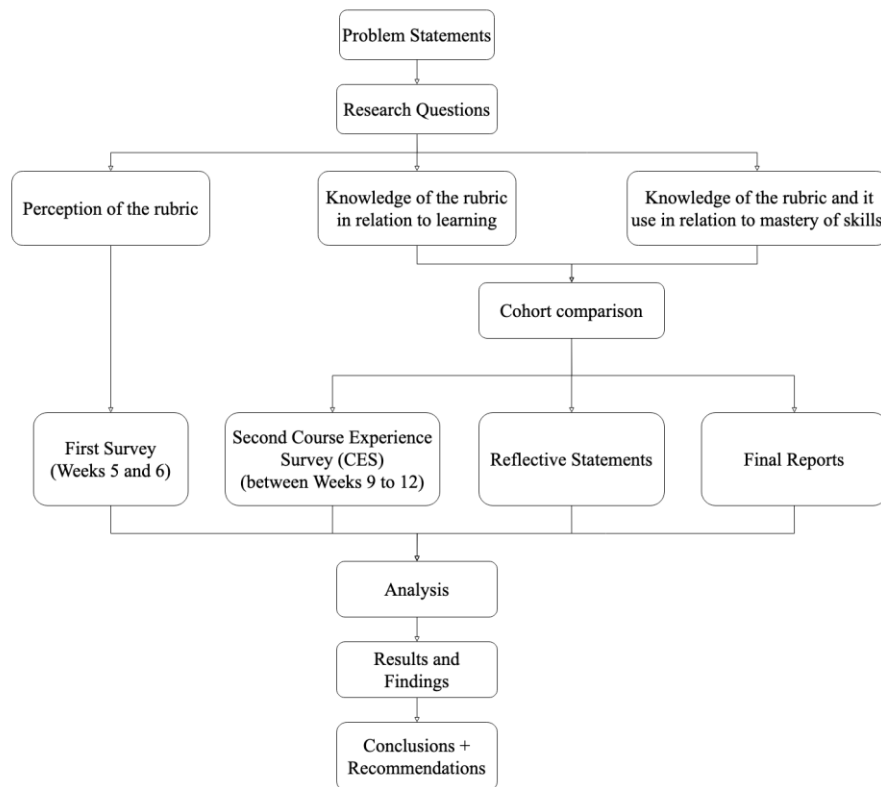 Problem Statements
Research Questions
Perception of the rubric
Knowledge of the rubric
in relation to learning
Knowledge of the rubric and it
use in relation to mastery of skills
Cohort comparison
First Survey
(Weeks 5 and 6)
Second Course Experience
Survey (CES)
(between Weeks 9 to 12)
Reflective Statements
Final Reports
Analysis
Results and
Findings
Conclusions +
Recommendations